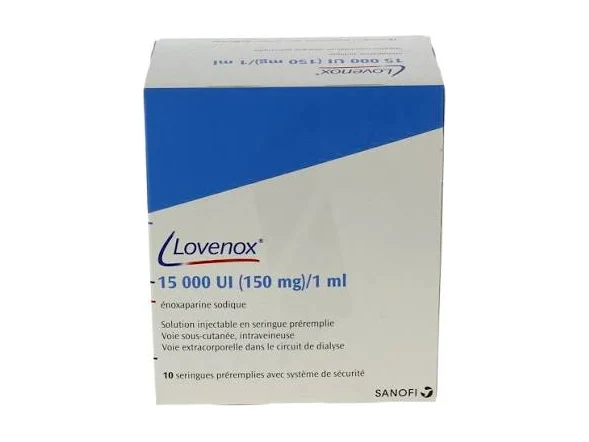 Lovenox®
15 000 UI (150 mg)/1 ml
Lovenox®
15 000 UI (150 mg)/1 ml
énoxaparine sodique
Solution injectable en seringue préremplie
Voie sous-cutanée, intraveineuse
Voie extracorporelle dans le circuit de dialyse
10 seringues préremplies avec système de sécurité
SANOFI